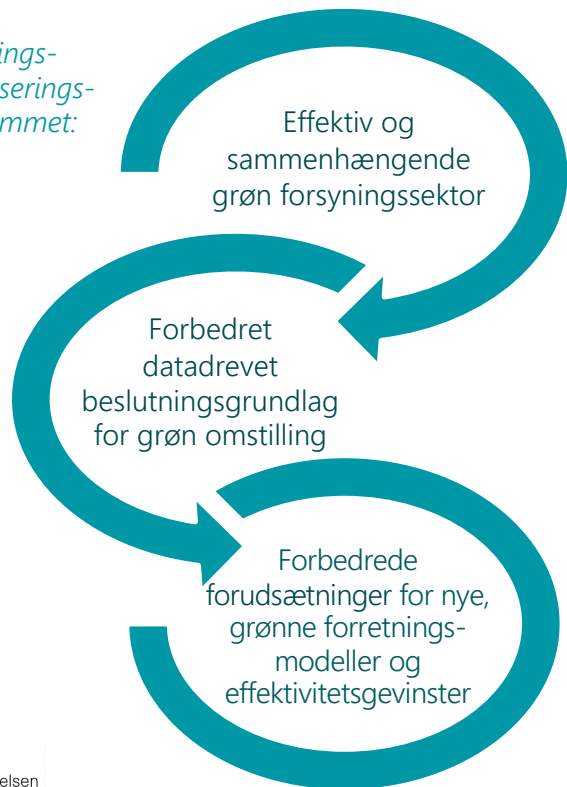 ings-
serings-
mmet:
Effektiv og
sammenhængende
grøn forsyningssektor
Forbedret
datadrevet
beslutningsgrundlag
for grøn omstilling
Forbedrede
forudsætninger for nye,
grønne forretnings-
modeller og
effektivitetsgevinster
elsen